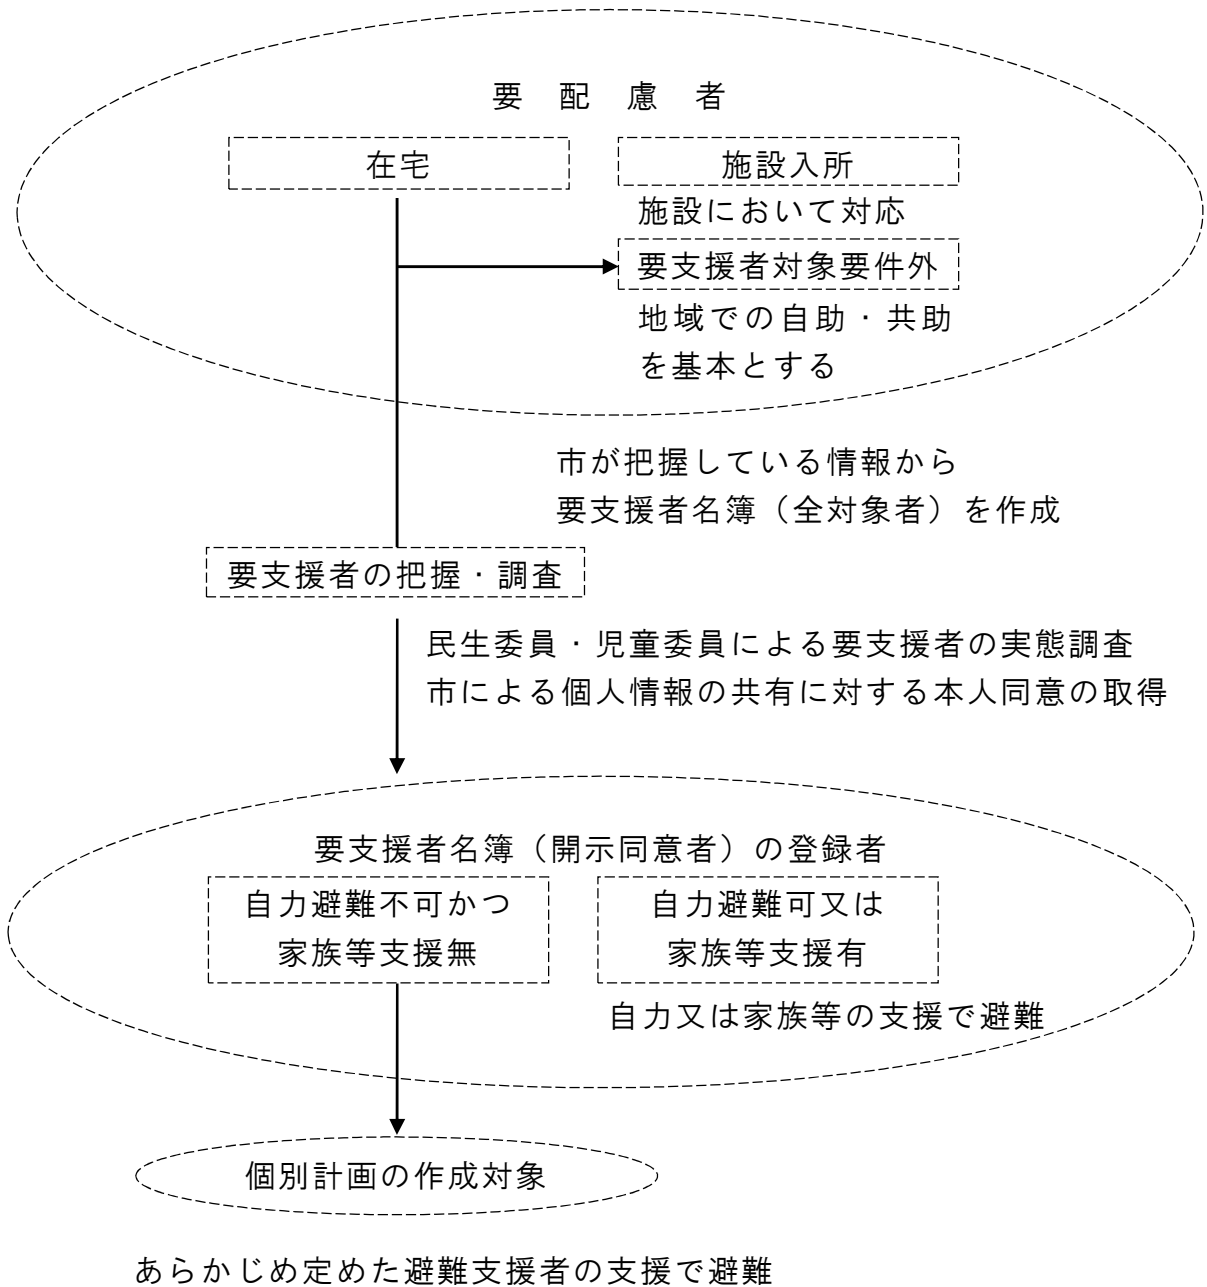 要配慮者
在宅
施設入所
施設において対応
要支援者対象要件外
地域での自助・共助
を基本とする
市が把握している情報から
要支援者名簿（全対象者）を作成
要支援者の把握・調査
民生委員・児童委員による要支援者の実態調査
市による個人情報の共有に対する本人同意の取得
要支援者名簿（開示同意者）の登録者
自力避難不可かつ
家族等支援無
自力避難可又は
家族等支援有
自力又は家族等の支援で避難
個別計画の作成対象
あらかじめ定めた避難支援者の支援で避難